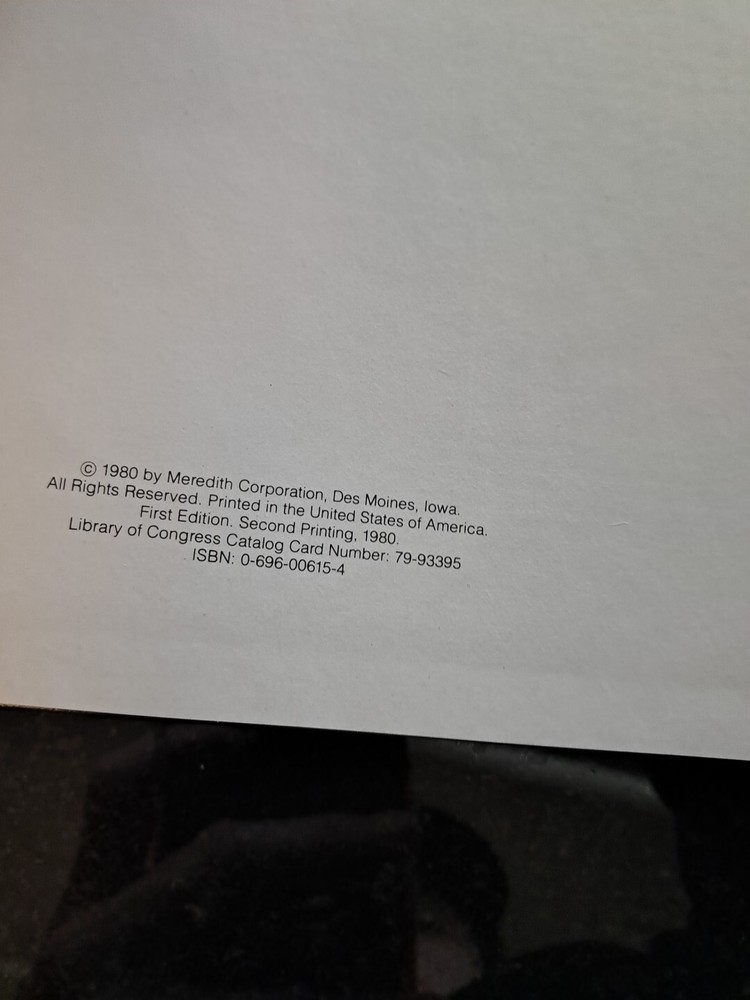 © 1980 by Meredith Corporation, Des Moines, Iowa.
All Rights Reserved. Printed in the United States of America.
First Edition. Second Printing, 1980.
Library of Congress Catalog Card Number: 79-93395
ISBN: 0-696-00615-4